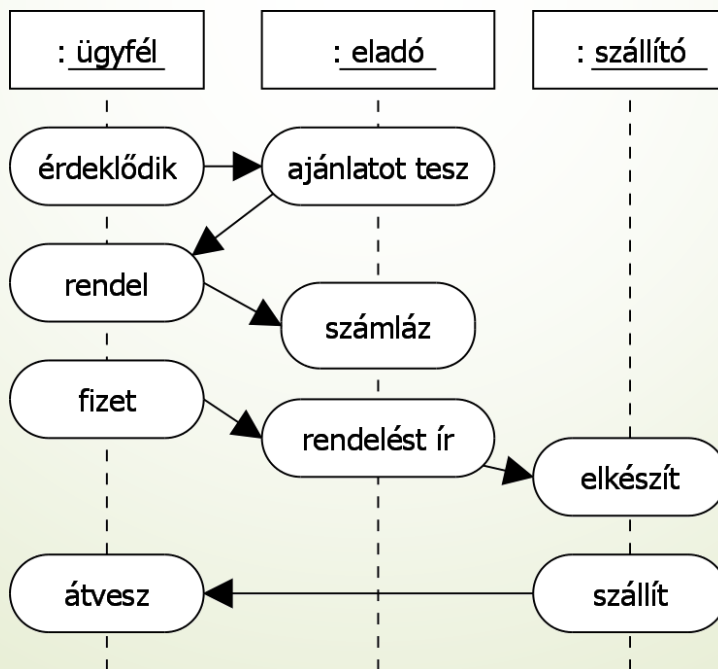 : ügyfél
: eladó
: szállító
érdeklődik
ajánlatot tesz
rendel
számláz
fizet
rendelést ír
elkészít
átvesz
szállít